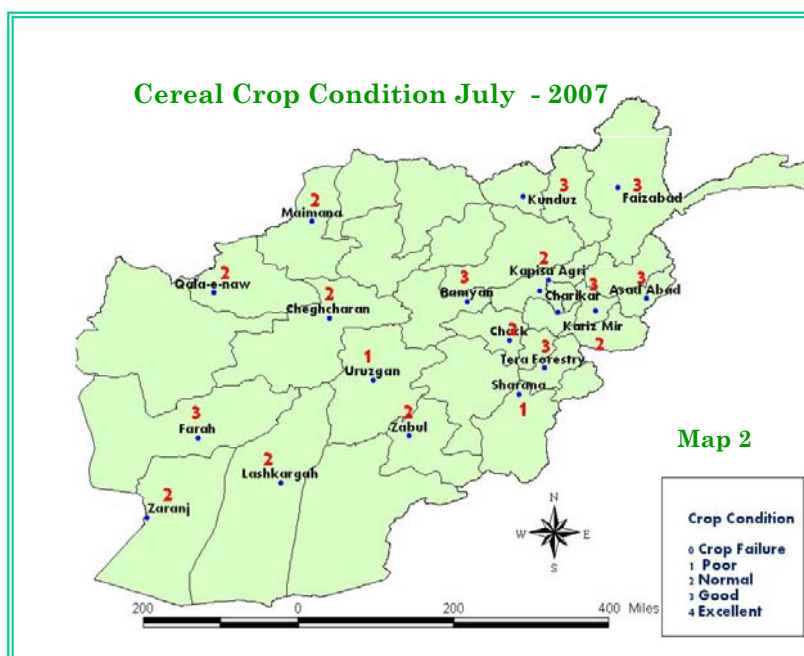 Cereal Crop Condition July - 2007
3
3
Kunduz
Faizabad
2
Maimana
2
Qala-e-naw
2
Cheghcharan
3
Bamyan
2
Kapisa Agri
3
3
Asad Abad
Charikar
Kariz Mir
2
Chack
2
3
Tera Forestry
1
Uruzgan
Sharana
1
3
Farah
2
Zabul
2
Lashkargah
2
Zaranj
Map 2
N
W E
S
Crop Condition
0 Crop Failure
1 Poor
2 Normal
3 Good
4 Excellent
200 0 200 400 Miles